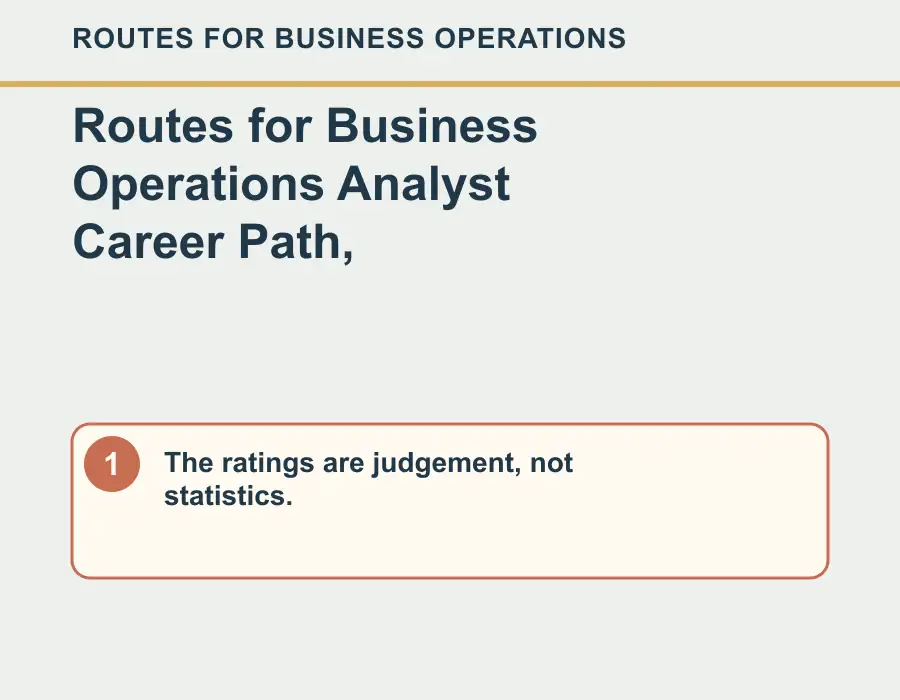 ROUTES FOR BUSINESS OPERATIONS
Routes for Business
Operations Analyst
Career Path,
1
The ratings are judgement, not
statistics.